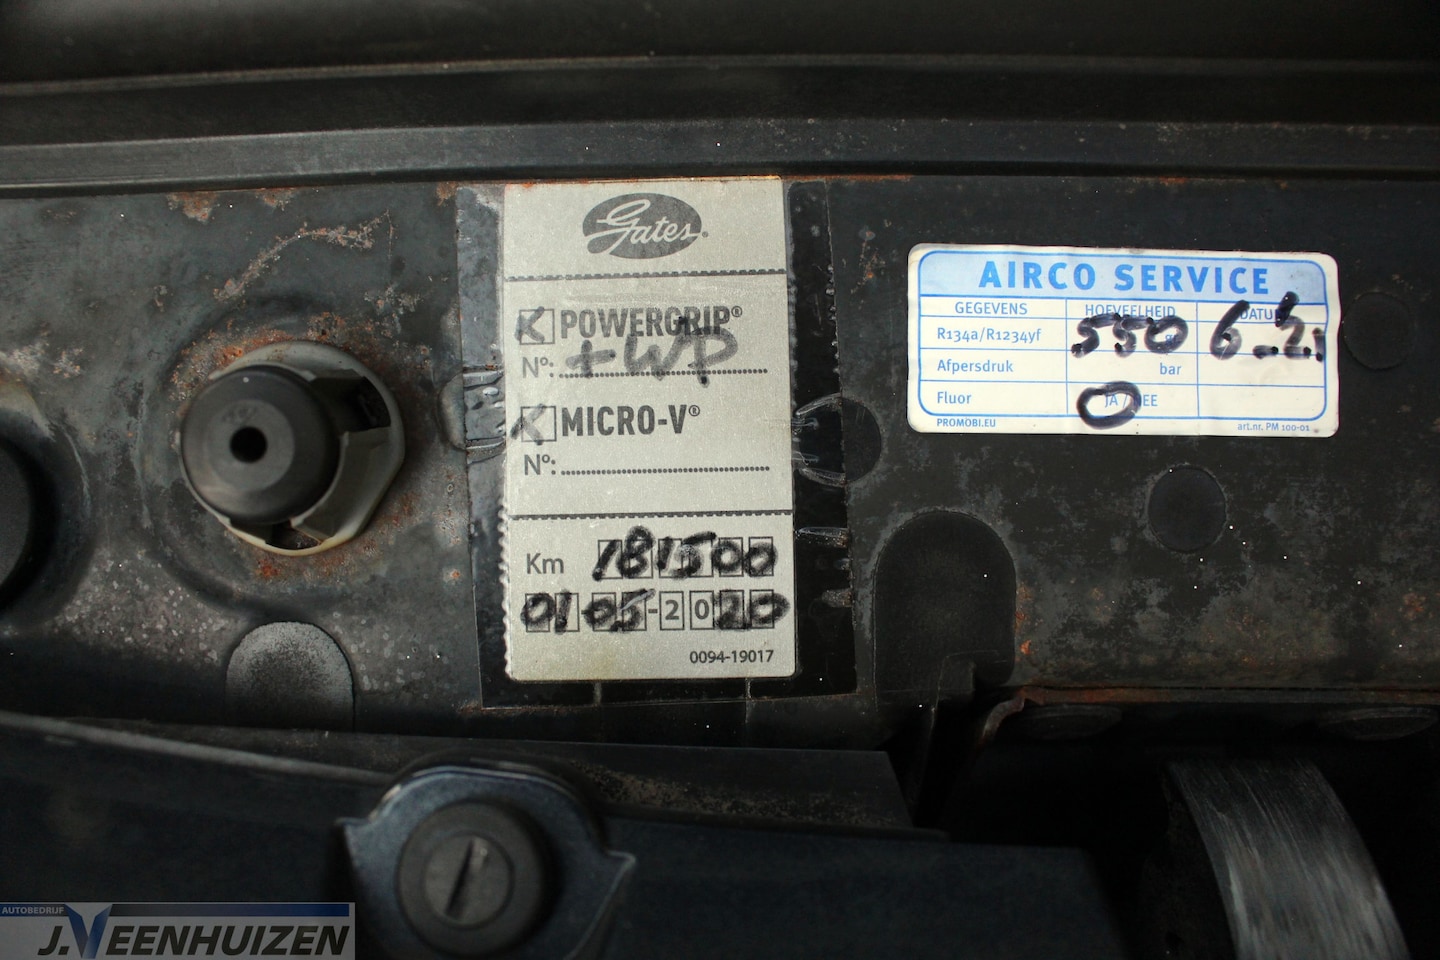 Gates®
POWERGRIP®
Nº: + WP
MICRO-V®
Nº:
Km 181500
01 05-2020
0094-19017
AIRCO SERVICE
GEGEVENS HOEVEELHEID DATUM
R134a/R1234yf 550 gr
Afpersdruk bar
Fluor JA / NEE
PROMOBI.EU art.nr. PM 100-01
AUTOBEDRIJF
J.VEENHUIZEN